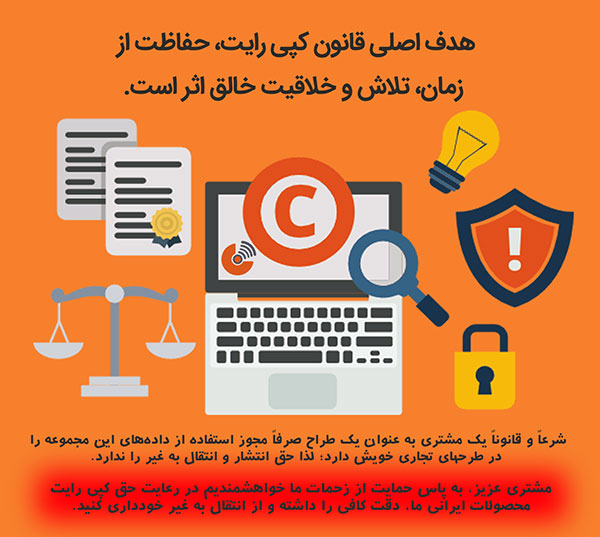 هدف اصلی قانون کپی رایت، حفاظت از
زمان، تلاش و خلاقیت خالق اثر است.
C
!
شرعاً و قانوناً یک مشتری به عنوان یک طراح صرفاً مجوز استفاده از داده‌های این مجموعه را
در طرحهای تجاری خویش دارد؛ لذا حق انتشار و انتقال به غیر را ندارد.
مشتری عزیز، به پاس حمایت از زحمات ما خواهشمندیم در رعایت حق کپی رایت
محصولات ایرانی ما، دقت کافی را داشته و از انتقال به غیر خودداری کنید.